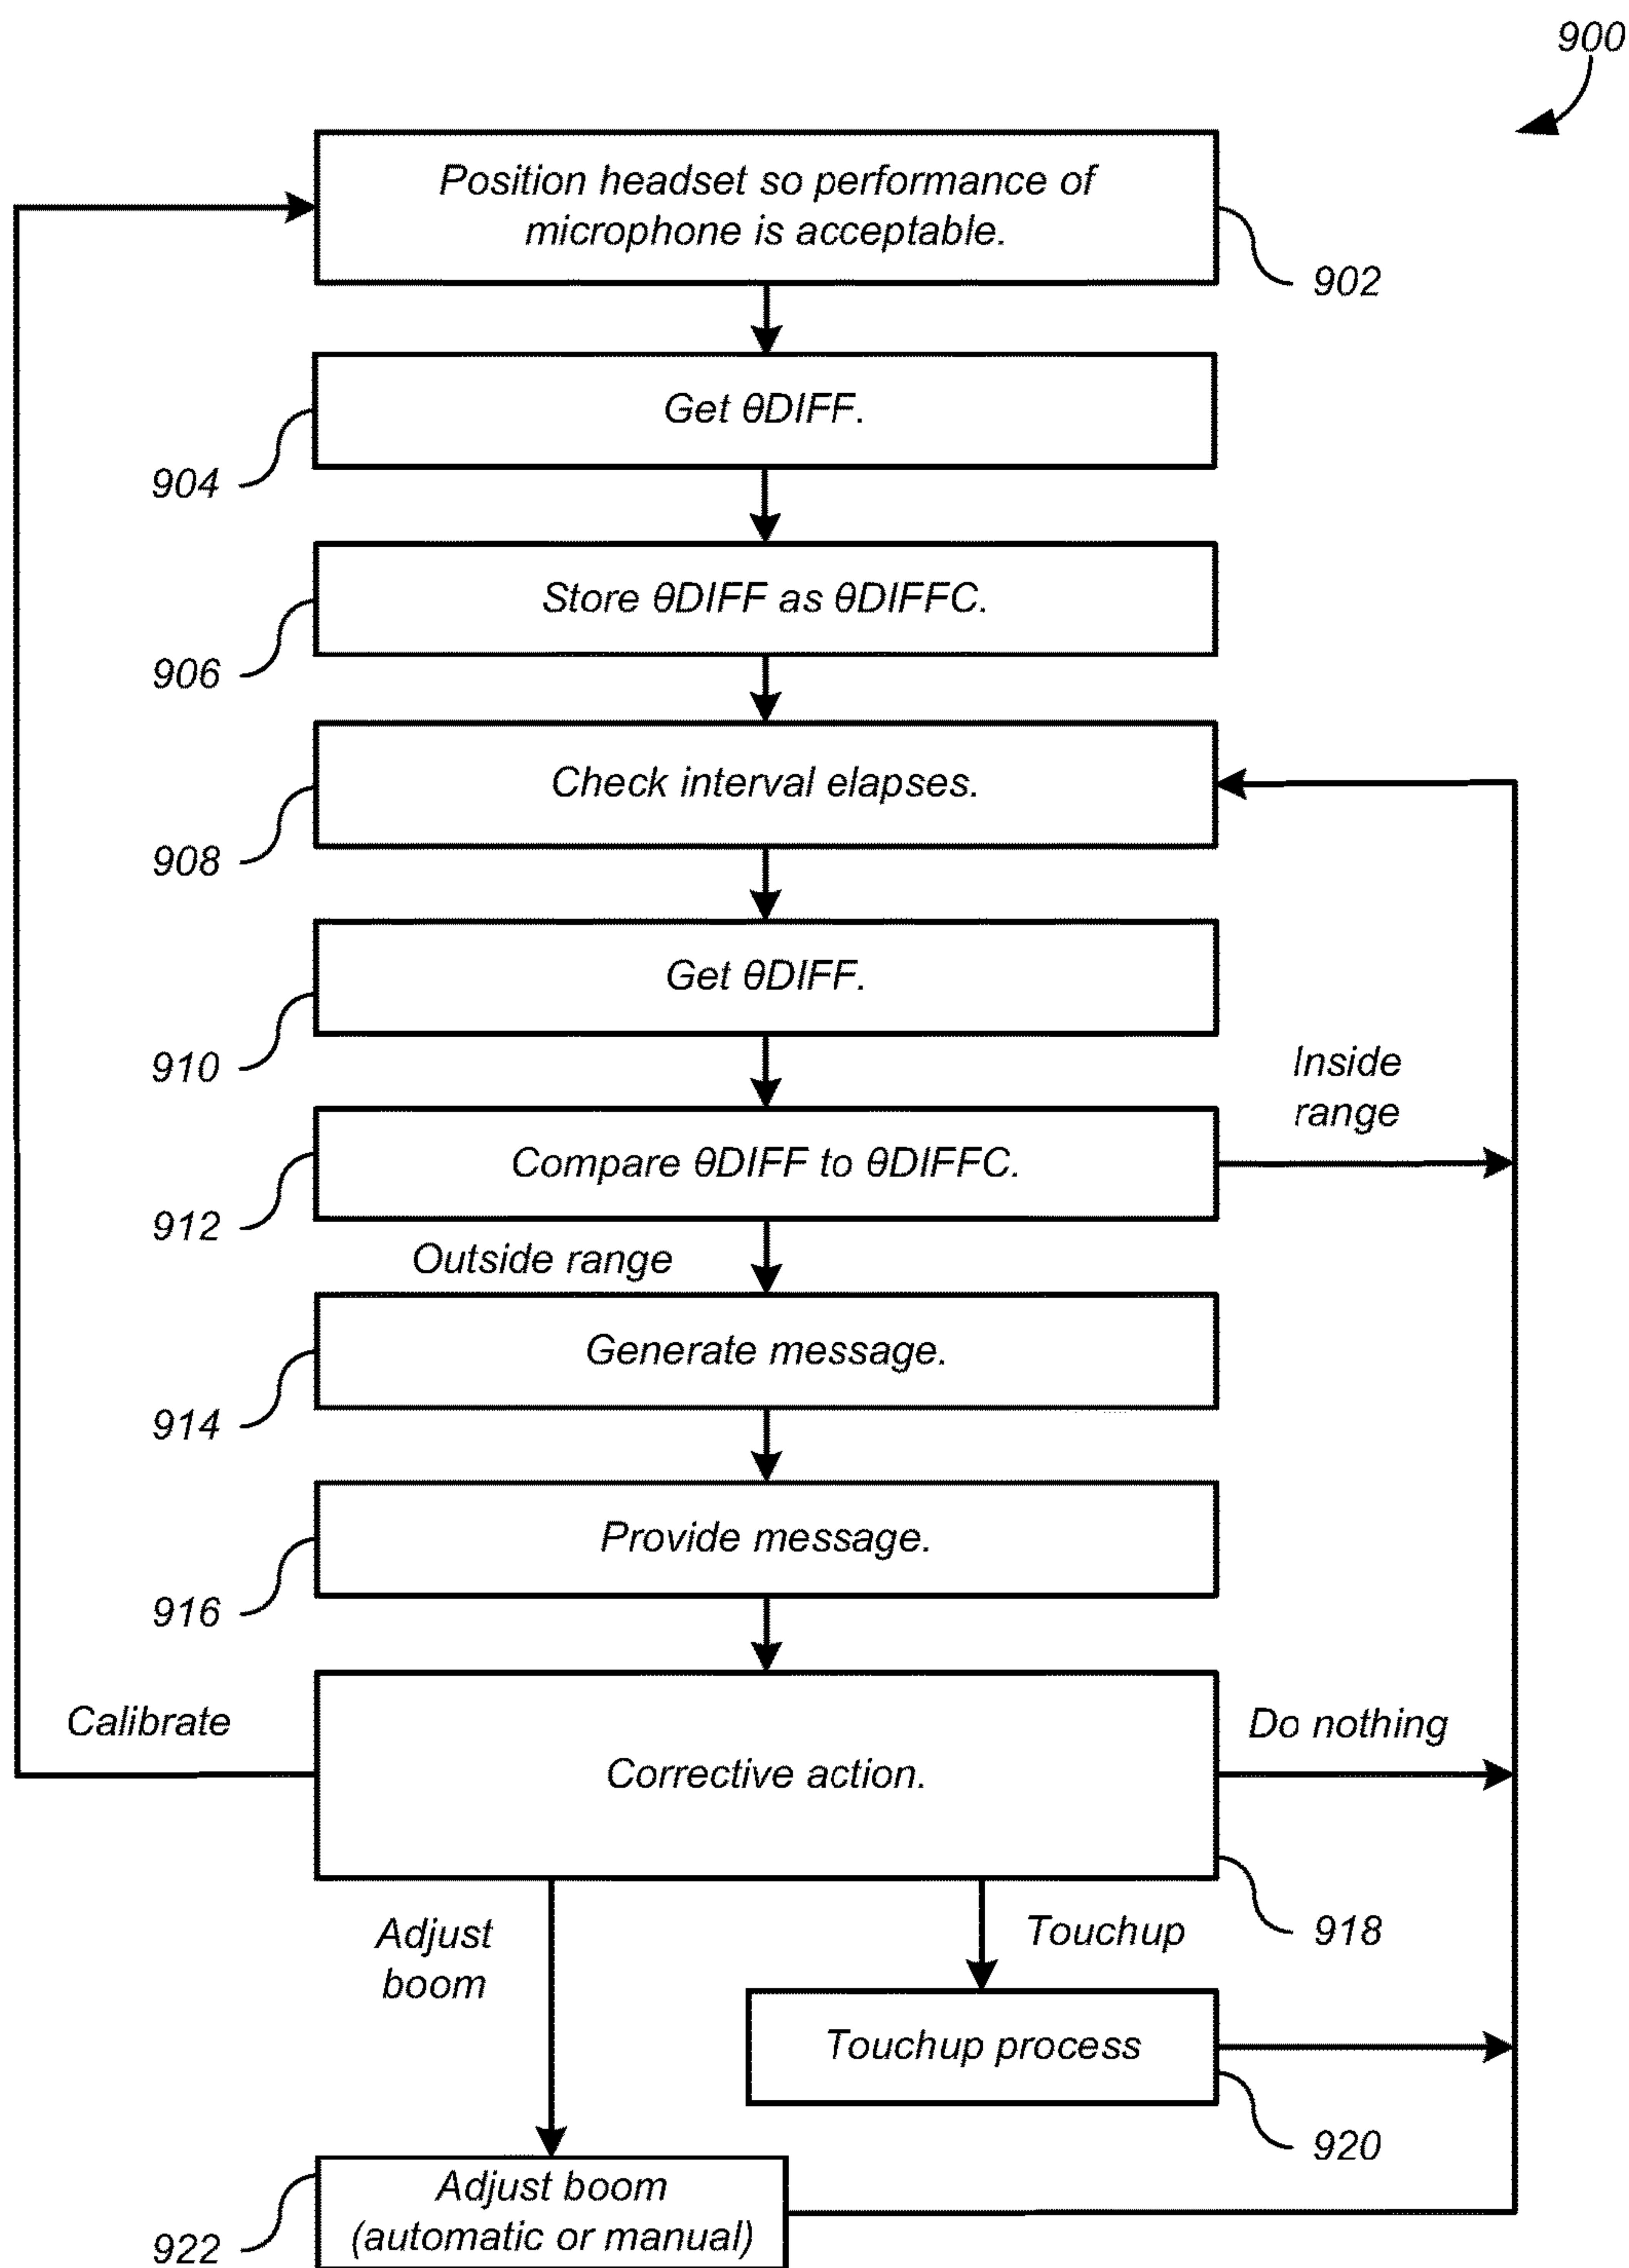 900
Position headset so performance of
microphone is acceptable.
902
Get θDIFF.
904
Store θDIFF as θDIFFC.
906
Check interval elapses.
908
Get θDIFF.
910
Inside
range
Compare θDIFF to θDIFFC.
912
Outside range
Generate message.
914
Provide message.
916
Calibrate
Do nothing
Corrective action.
918
Adjust
boom
Touchup
Touchup process
920
Adjust boom
(automatic or manual)
922